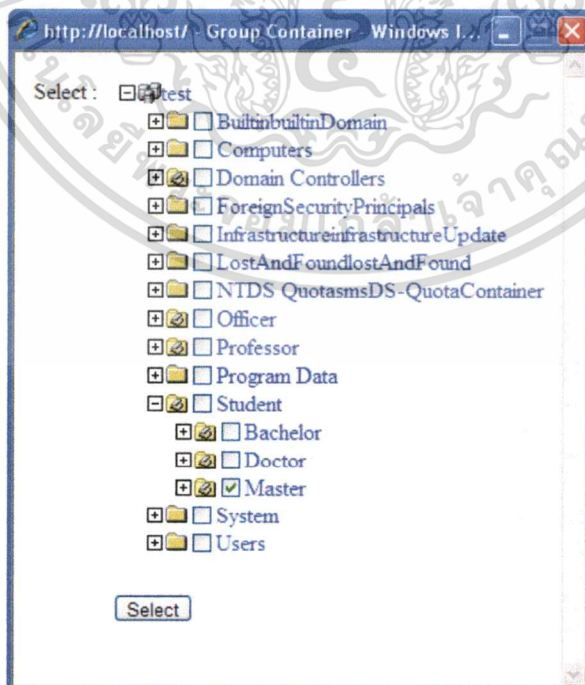 http://localhost/ - Group Container - Windows I...
Select : test
BuiltinbuiltinDomain
Computers
Domain Controllers
ForeignSecurityPrincipals
InfrastructureinfrastructureUpdate
LostAndFoundlostAndFound
NTDS QuotasmsDS-QuotaContainer
Officer
Professor
Program Data
Student
Bachelor
Doctor
Master
System
Users
Select